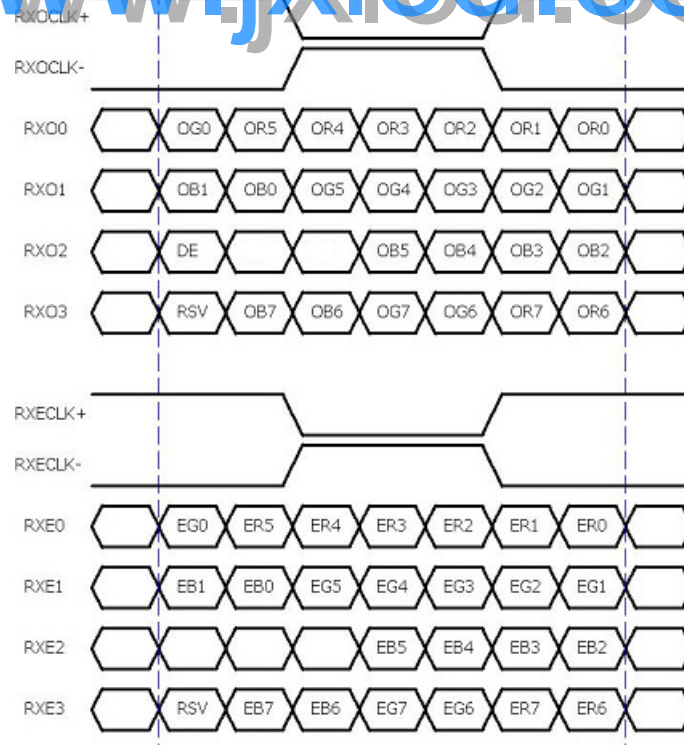 www.jxlcd.co
RXOCLK+
RXOCLK-
RXO0 OG0 OR5 OR4 OR3 OR2 OR1 OR0
RXO1 OB1 OB0 OG5 OG4 OG3 OG2 OG1
RXO2 DE OB5 OB4 OB3 OB2
RXO3 RSV OB7 OB6 OG7 OG6 OR7 OR6
RXECLK+
RXECLK-
RXE0 EG0 ER5 ER4 ER3 ER2 ER1 ER0
RXE1 EB1 EB0 EG5 EG4 EG3 EG2 EG1
RXE2 EB5 EB4 EB3 EB2
RXE3 RSV EB7 EB6 EG7 EG6 ER7 ER6